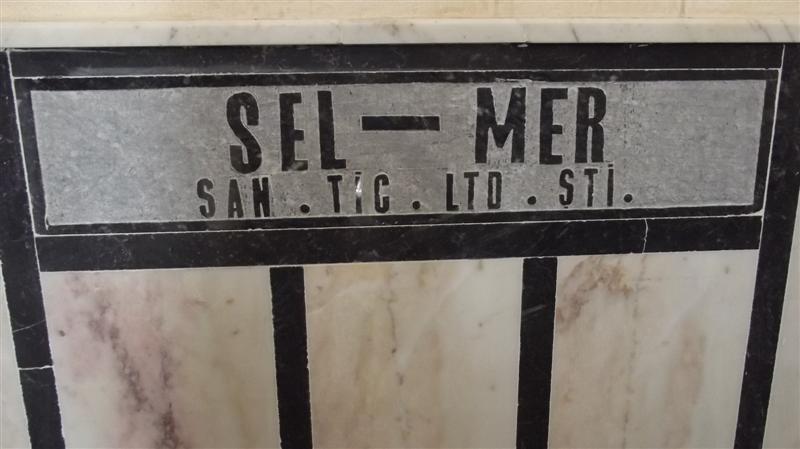 SEL — MER
SAN . TİC . LTD . ŞTİ.